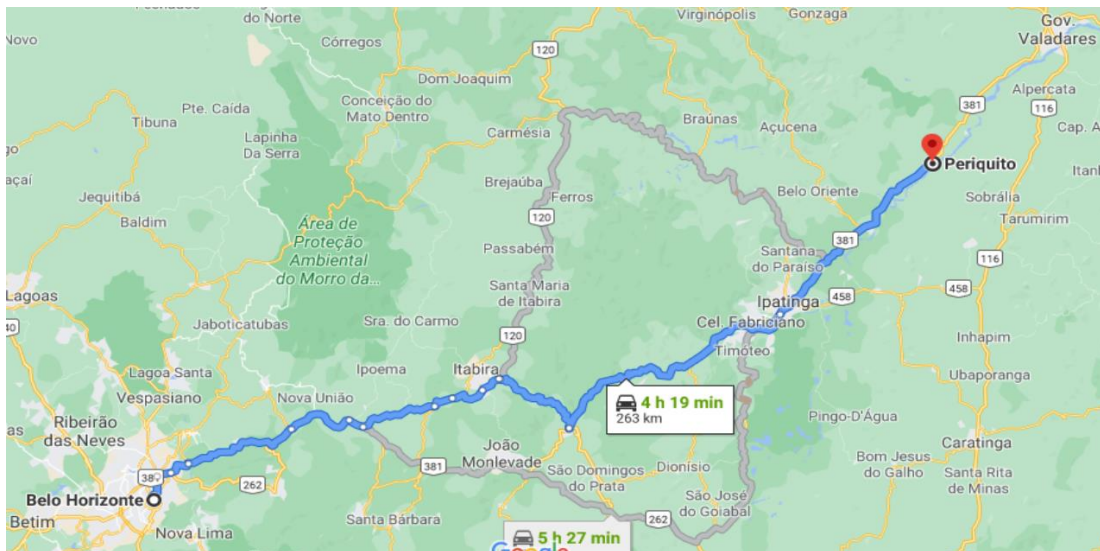 Virginópolis
Gonzaga
Gov.
Valadares
do Norte
Novo
Córregos
120
Dom Joaquim
Alpercata
381
116
Pte. Caída
Conceição do
Mato Dentro
Tibuna
Lapinha
Da Serra
Carmésia
Braúnas
Açucena
Cap. A
Periquito
açaí
Jequitibá
Brejaúba
Ferros
Belo Oriente
Sobrália
Tarumirim
Itanh
Baldim
Área de
Proteção
Ambiental
do Morro da...
120
Passabém
381
Santana
do Paraíso
116
Lagoas
Santa Maria
de Itabira
Ipatinga
458
458
40
Jaboticatubas
Sra. do Carmo
120
Cel. Fabriciano
Inhapim
Timóteo
Lagoa Santa
Vespasiano
Ipoema
Itabira
Ubaporanga
Nova União
4 h 19 min
263 km
Pingo-D'Água
Ribeirão
das Neves
João
Monlevade
Caratinga
as
381
São Domingos
do Prata
Dionísio
Bom Jesus
do Galho
Santa Rita
de Minas
262
Belo Horizonte
São José
do Goiabal
Betim
Santa Bárbara
262
Nova Lima
5 h 27 min
Google